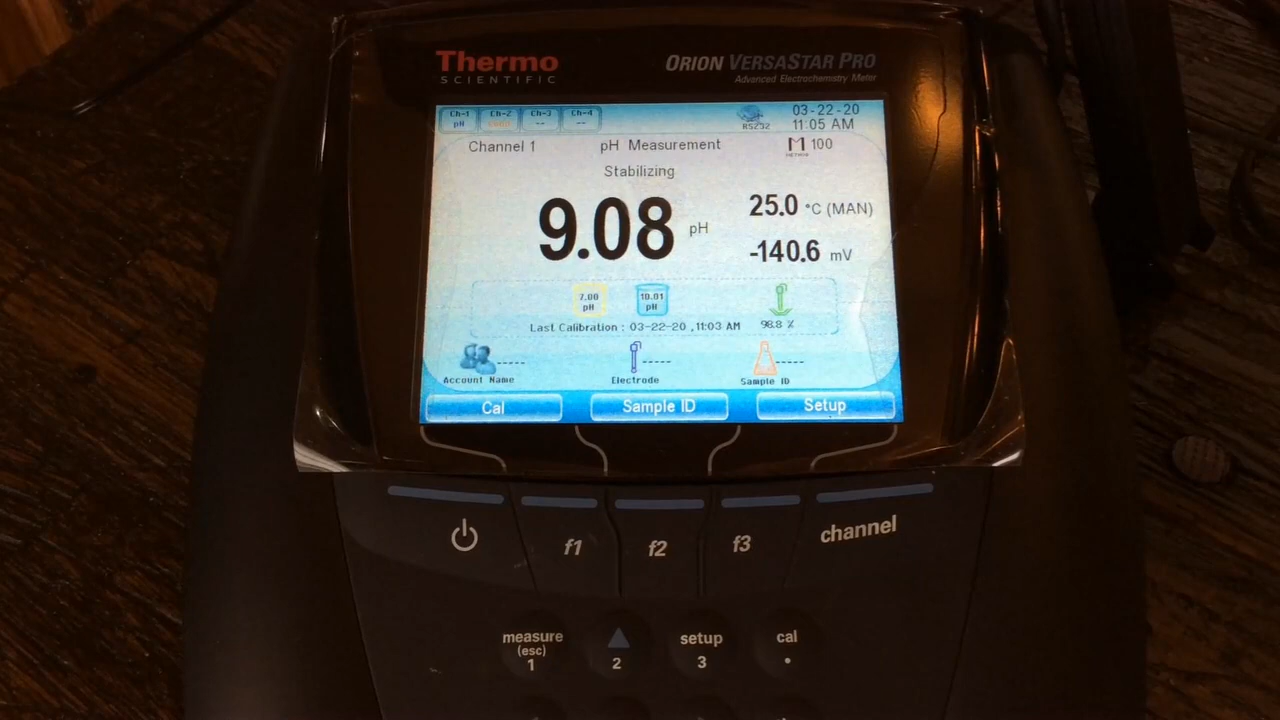 Thermo
SCIENTIFIC
ORION VERSASTAR PRO
Advanced Electrochemistry Meter
Ch-1 Ch-2 Ch-3 Ch-4
pH -- --
RS232
03-22-20
11:05 AM
Channel 1 pH Measurement M 100
METHOD
Stabilizing
9.08 pH
25.0 °C (MAN)
-140.6 mV
7.00 pH
10.01 pH
Last Calibration : 03-22-20 ,11:03 AM 98.8 %
----- ----- -----
Account Name Electrode Sample ID
Cal Sample ID Setup
f1 f2 f3 channel
measure
(esc)
1
2
setup
3
cal
.